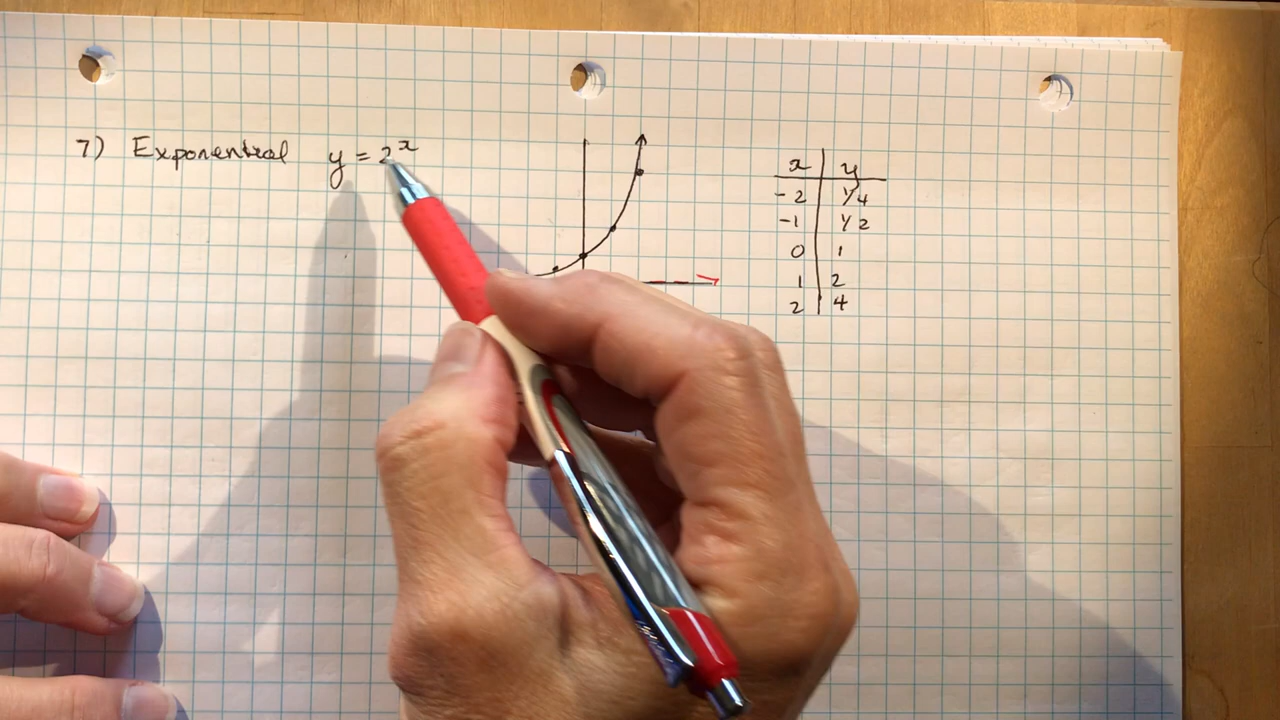 7) Exponential y = 2^x
x y
-2 1/4
-1 1/2
0 1
1 2
2 4